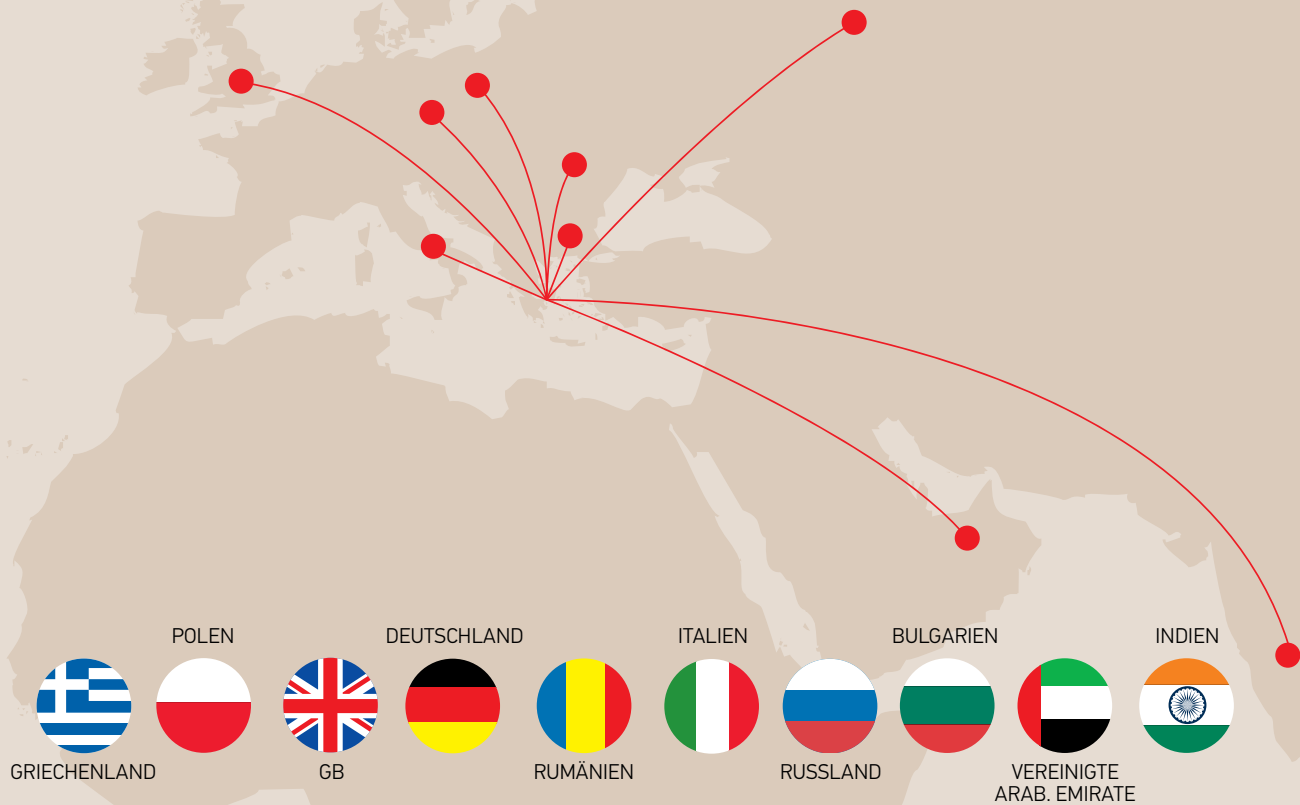 POLEN
DEUTSCHLAND
ITALIEN
BULGARIEN
INDIEN
GRIECHENLAND
GB
RUMÄNIEN
RUSSLAND
VEREINIGTE
ARAB. EMIRATE